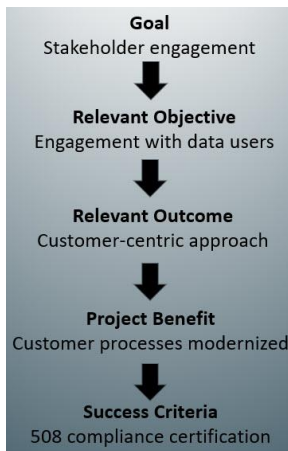 Goal
Stakeholder engagement
Relevant Objective
Engagement with data users
Relevant Outcome
Customer-centric approach
Project Benefit
Customer processes modernized
Success Criteria
508 compliance certification